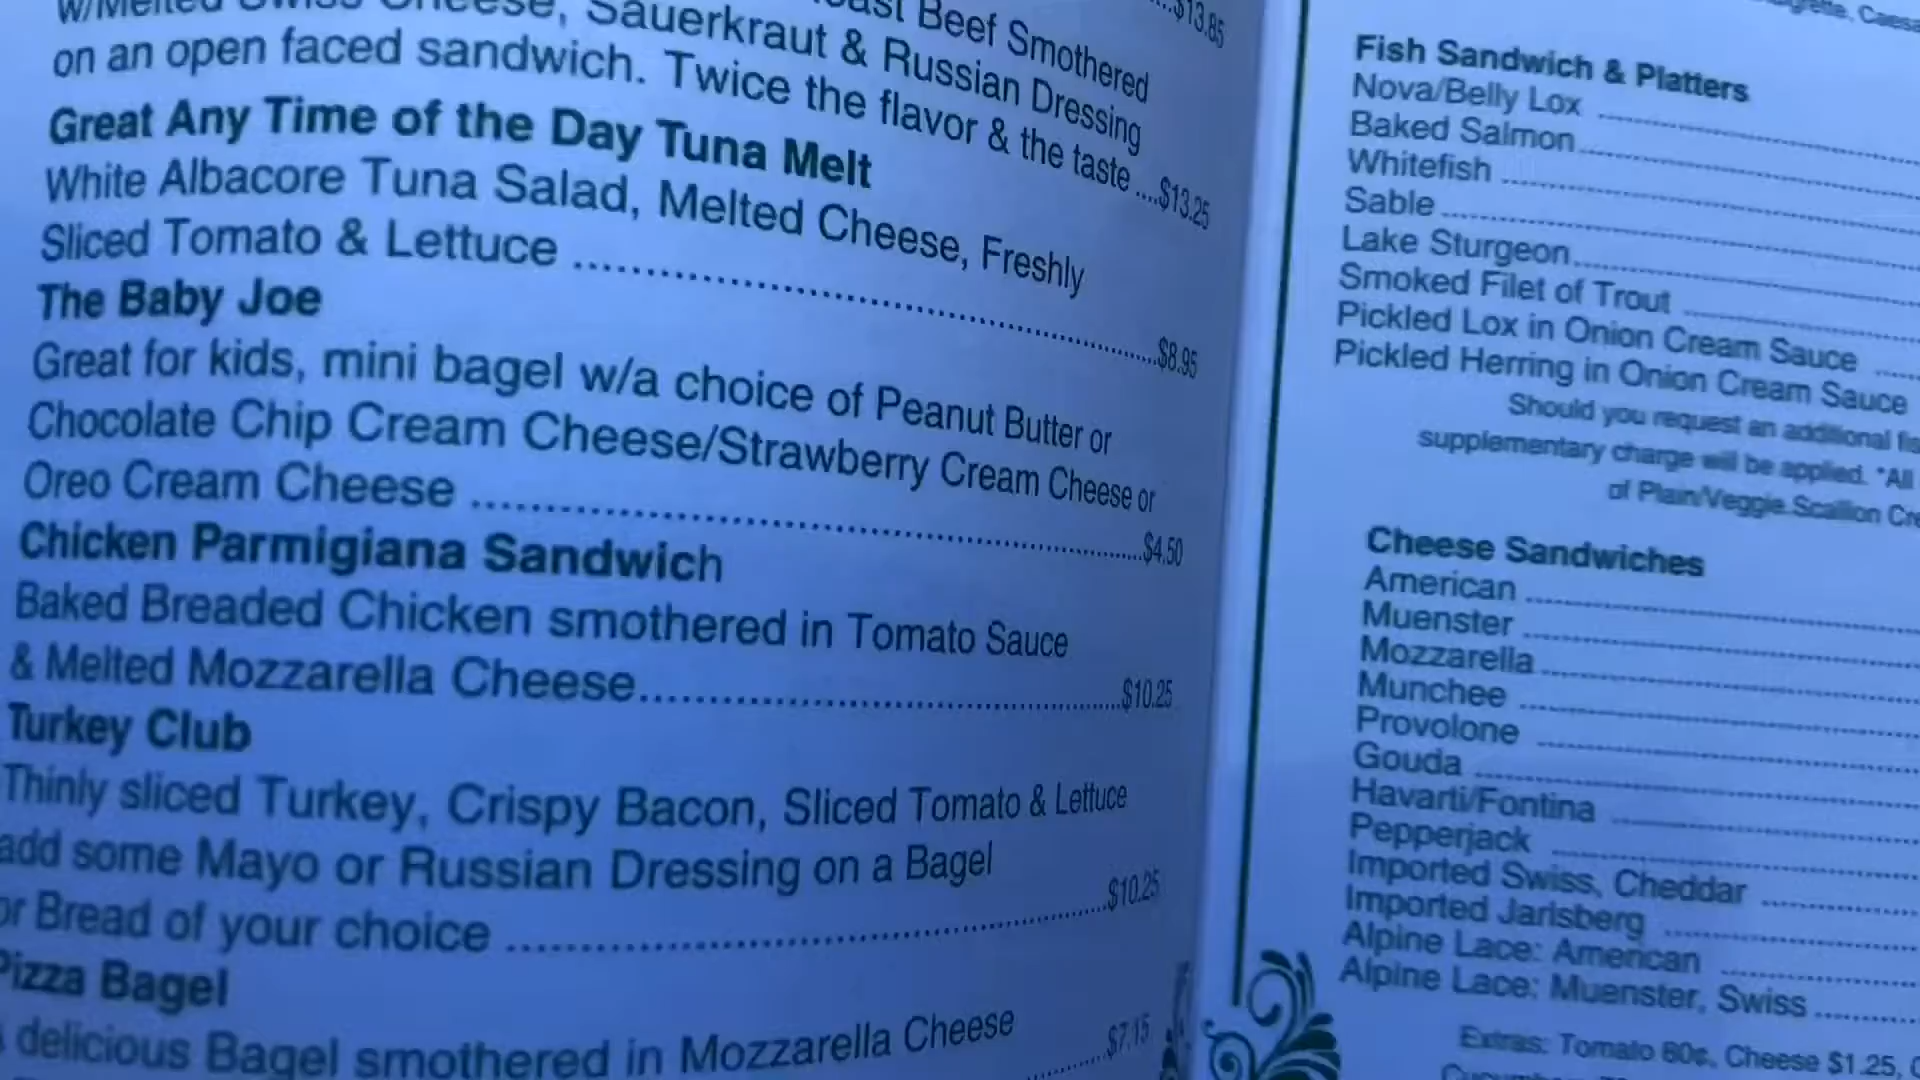 $13.85
Beef Smothered
w/Melted Swiss Cheese, Sauerkraut & Russian Dressing
on an open faced sandwich. Twice the flavor & the taste....$13.25
Great Any Time of the Day Tuna Melt
White Albacore Tuna Salad, Melted Cheese, Freshly
Sliced Tomato & Lettuce ........ $8.95
The Baby Joe
Great for kids, mini bagel w/a choice of Peanut Butter or
Chocolate Chip Cream Cheese/Strawberry Cream Cheese or
Oreo Cream Cheese ........ $4.50
Chicken Parmigiana Sandwich
Baked Breaded Chicken smothered in Tomato Sauce
& Melted Mozzarella Cheese........ $10.25
Turkey Club
Thinly sliced Turkey, Crispy Bacon, Sliced Tomato & Lettuce
add some Mayo or Russian Dressing on a Bagel
or Bread of your choice ........ $10.25
Pizza Bagel
delicious Bagel smothered in Mozzarella Cheese
........ $7.15
Fish Sandwich & Platters
Nova/Belly Lox
Baked Salmon
Whitefish
Sable
Lake Sturgeon
Smoked Filet of Trout
Pickled Lox in Onion Cream Sauce
Pickled Herring in Onion Cream Sauce
Should you request an additional
supplementary charge will be applied. *All
of Plain/Veggie.Scallion
Cheese Sandwiches
American
Muenster
Mozzarella
Munchee
Provolone
Gouda
Havarti/Fontina
Pepperjack
Imported Swiss, Cheddar
Imported Jarlsberg
Alpine Lace: American
Alpine Lace: Muenster, Swiss
Extras: Tomato 60¢, Cheese $1.25,